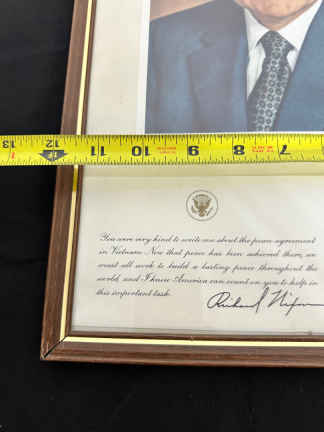 13 12 11 10 9 8 7
You were very kind to write me about the peace agreement
in Vietnam. Now that peace has been achieved there, we
must all work to build a lasting peace throughout the
world, and I know America can count on you to help in
this important task.
Richard Nixon